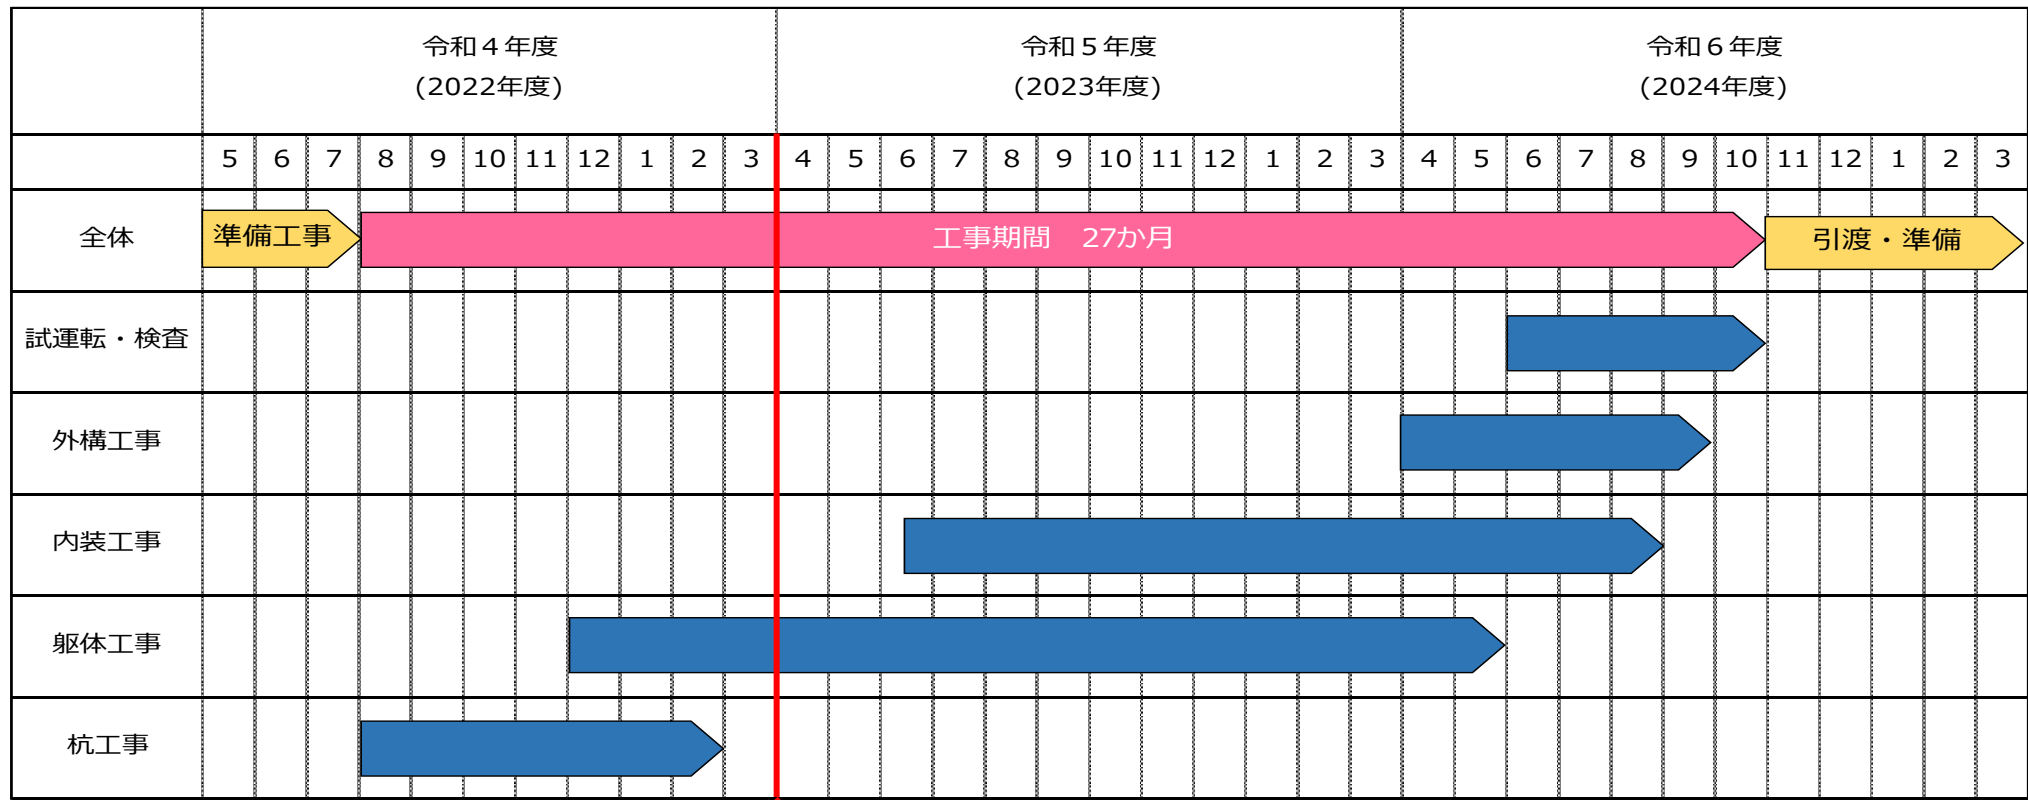 令和４年度
(2022年度)
令和５年度
(2023年度)
令和６年度
(2024年度)
5 6 7 8 9 10 11 12 1 2 3 4 5 6 7 8 9 10 11 12 1 2 3 4 5 6 7 8 9 10 11 12 1 2 3
全体 準備工事 工事期間　27か月 引渡・準備
試運転・検査
外構工事
内装工事
躯体工事
杭工事